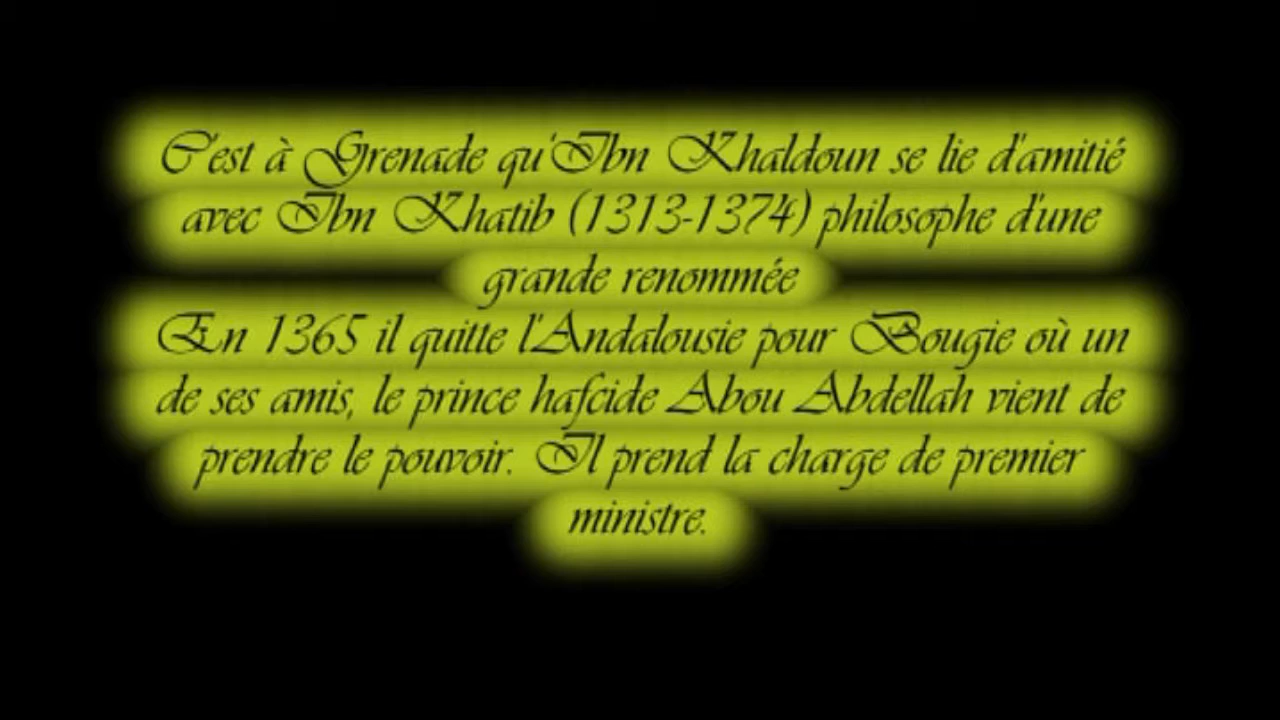 C'est à Grenade qu'Ibn Khaldoun se lie d'amitié
avec Ibn Khatib (1313-1374) philosophe d'une
grande renommée
En 1365 il quitte l'Andalousie pour Bougie où un
de ses amis, le prince hafcide Abou Abdellah vient de
prendre le pouvoir. Il prend la charge de premier
ministre.